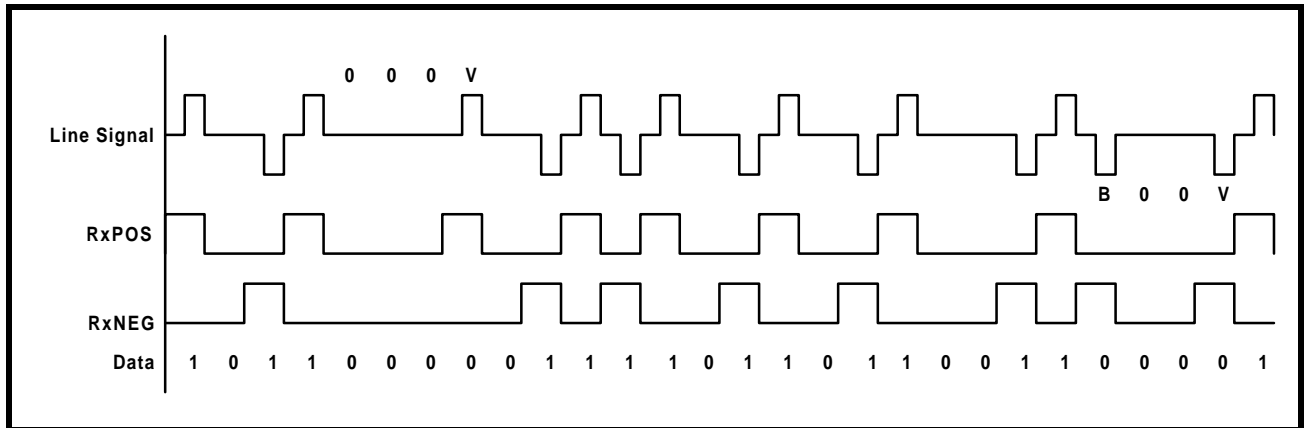 0 0 0 V
Line Signal
B 0 0 V
RxPOS
RxNEG
Data 1 0 1 1 0 0 0 0 0 1 1 1 1 0 1 1 0 1 1 0 0 1 1 0 0 0 0 1